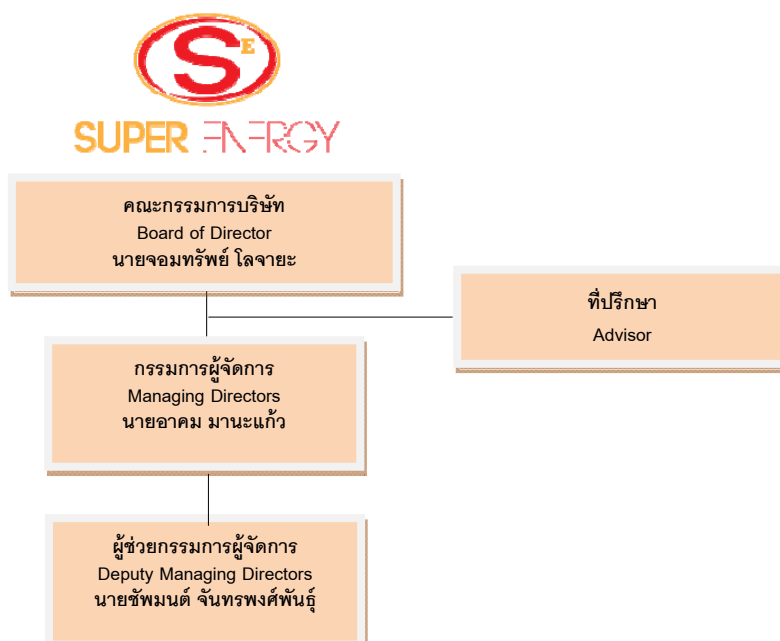 SE
SUPER ENERGY
คณะกรรมการบริษัท
Board of Director
นายจอมทรัพย์ โลจายะ
ที่ปรึกษา
Advisor
กรรมการผู้จัดการ
Managing Directors
นายอาคม มานะแก้ว
ผู้ช่วยกรรมการผู้จัดการ
Deputy Managing Directors
นายชัพมนต์ จันทรพงศ์พันธุ์